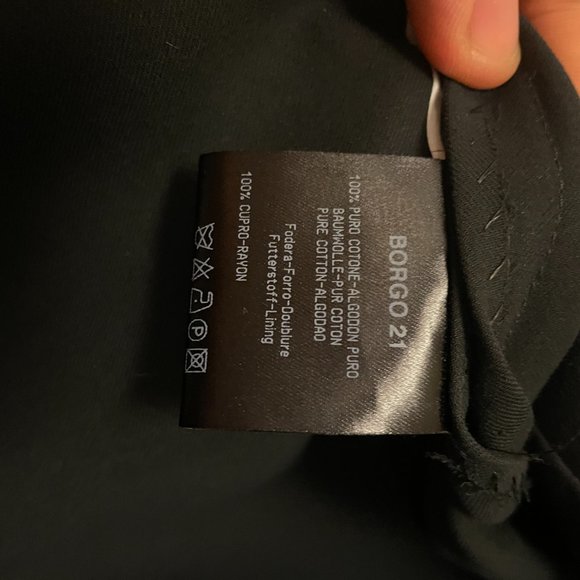 BORGO 21
100% PURO COTONE-ALGODON PURO
BAUMWOLLE-PUR COTON
PURE COTTON-ALGODAO
Fodera-Forro-Doublure
Futterstoff-Lining
100% CUPRO-RAYON
P